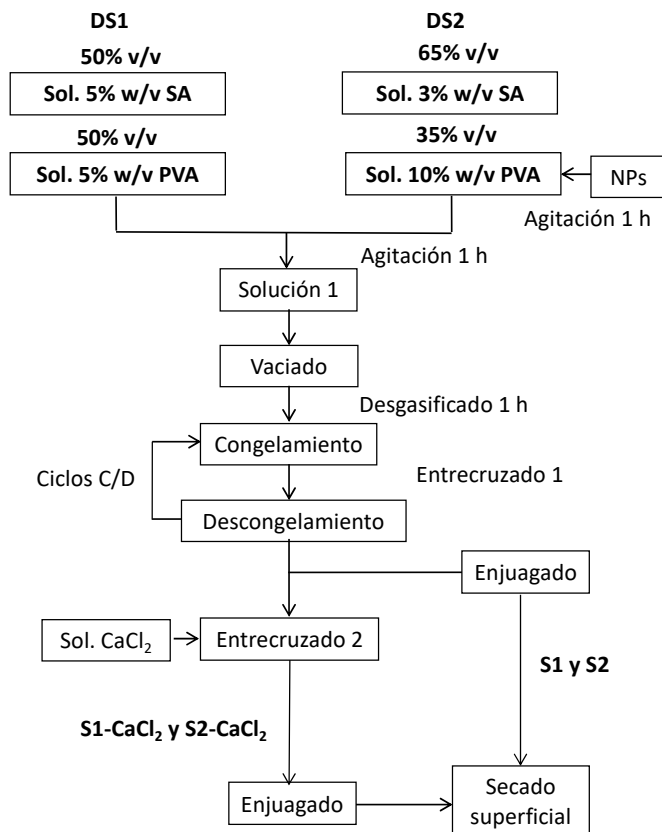 DS1
DS2
50% v/v
65% v/v
Sol. 5% w/v SA
Sol. 3% w/v SA
50% v/v
35% v/v
Sol. 5% w/v PVA
Sol. 10% w/v PVA
NPs
Agitación 1 h
Agitación 1 h
Solución 1
Vaciado
Desgasificado 1 h
Congelamiento
Ciclos C/D
Entrecruzado 1
Descongelamiento
Enjuagado
Sol. CaCl₂
Entrecruzado 2
S1 y S2
S1-CaCl₂ y S2-CaCl₂
Enjuagado
Secado
superficial